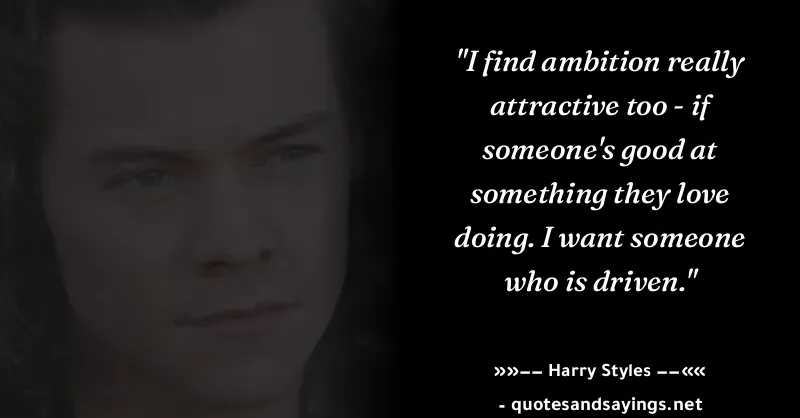 "I find ambition really
attractive too - if
someone's good at
something they love
doing. I want someone
who is driven."
»»−− Harry Styles −−««
- quotesandsayings.net